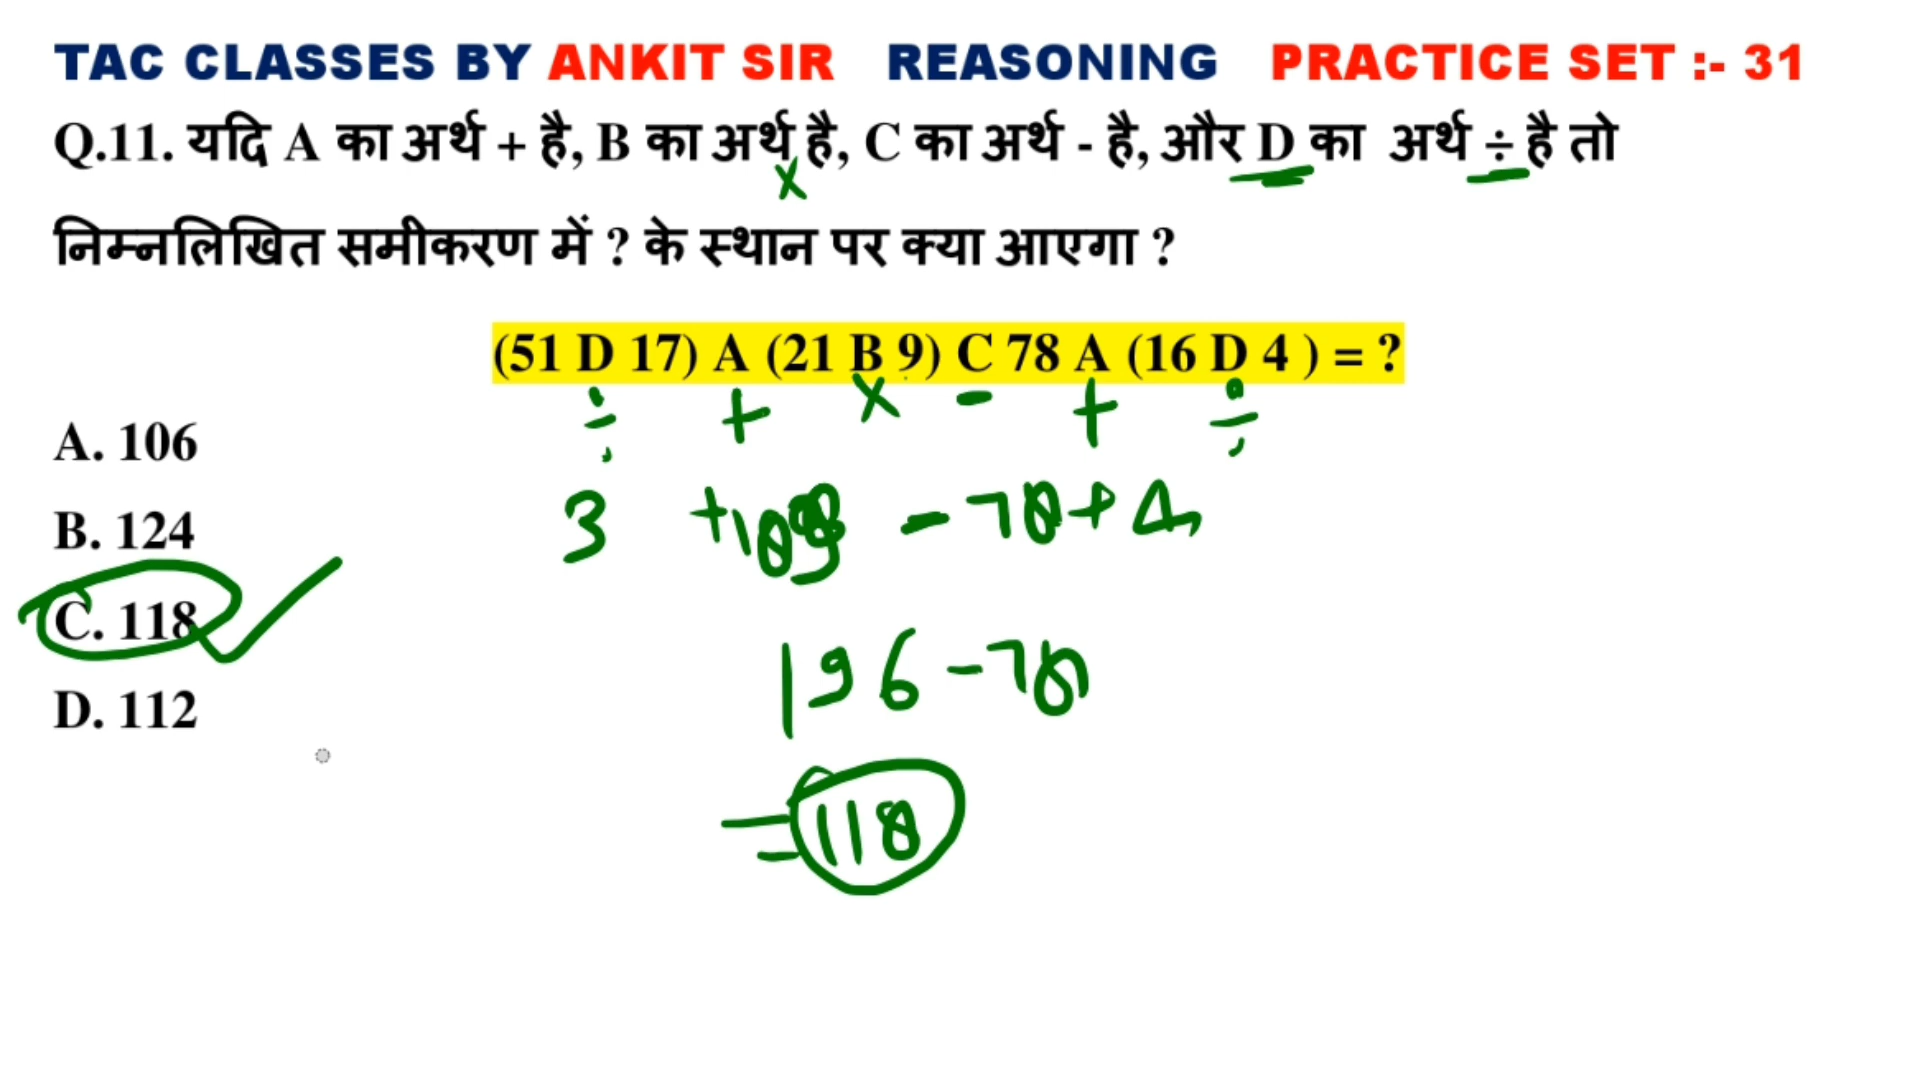 TAC CLASSES BY ANKIT SIR REASONING PRACTICE SET :- 31
Q.11. यदि A का अर्थ + है, B का अर्थ है, C का अर्थ - है, और D का अर्थ ÷ है तो
x
निम्नलिखित समीकरण में ? के स्थान पर क्या आएगा ?
(51 D 17) A (21 B 9) C 78 A (16 D 4 ) = ?
÷ + x - + ÷
A. 106
3 +189 - 78 + 4
B. 124
C. 118
196 - 78
D. 112
= 118